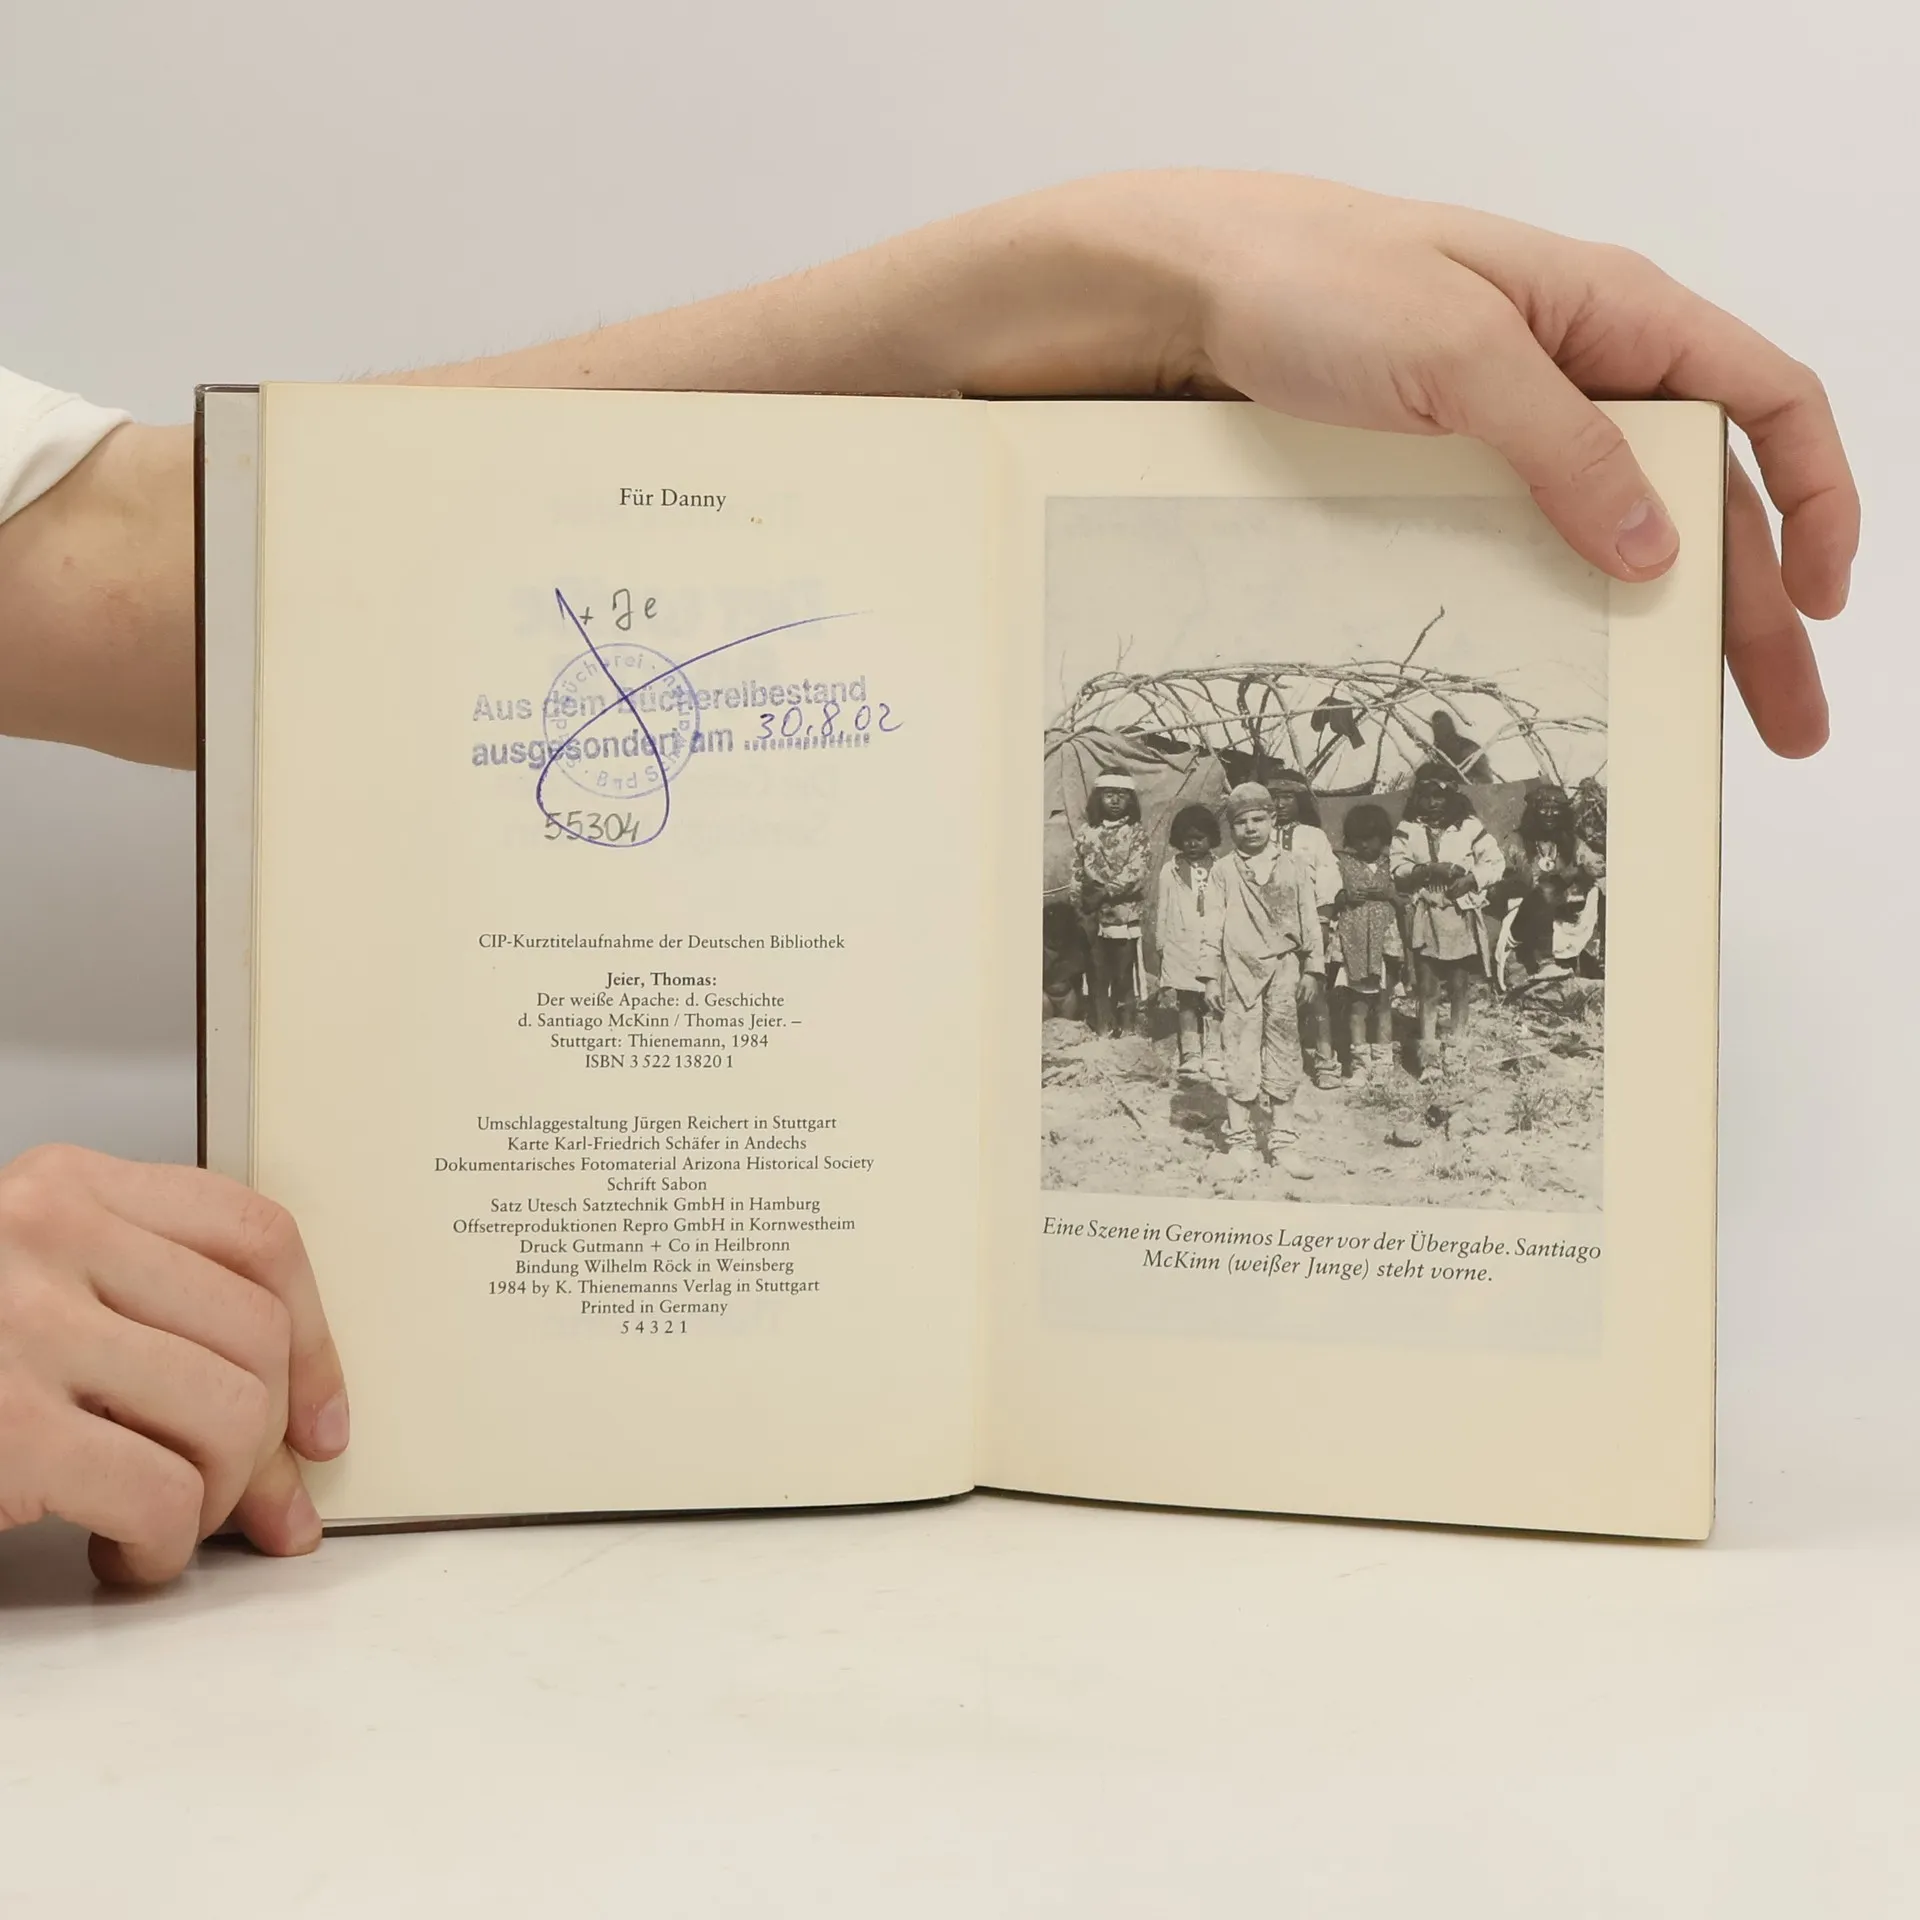 Für Danny
+ Je
Aus dem Büchereibestand
ausgesondert am 30.8.02
Bad
55304
CIP-Kurztitelaufnahme der Deutschen Bibliothek
Jeier, Thomas:
Der weiße Apache: d. Geschichte
d. Santiago McKinn / Thomas Jeier. –
Stuttgart: Thienemann, 1984
ISBN 3 522 13820 1
Umschlaggestaltung Jürgen Reichert in Stuttgart
Karte Karl-Friedrich Schäfer in Andechs
Dokumentarisches Fotomaterial Arizona Historical Society
Schrift Sabon
Satz Utesch Satztechnik GmbH in Hamburg
Offsetreproduktionen Repro GmbH in Kornwestheim
Druck Gutmann + Co in Heilbronn
Bindung Wilhelm Röck in Weinsberg
1984 by K. Thienemanns Verlag in Stuttgart
Printed in Germany
5 4 3 2 1
Eine Szene in Geronimos Lager vor der Übergabe. Santiago
McKinn (weißer Junge) steht vorne.